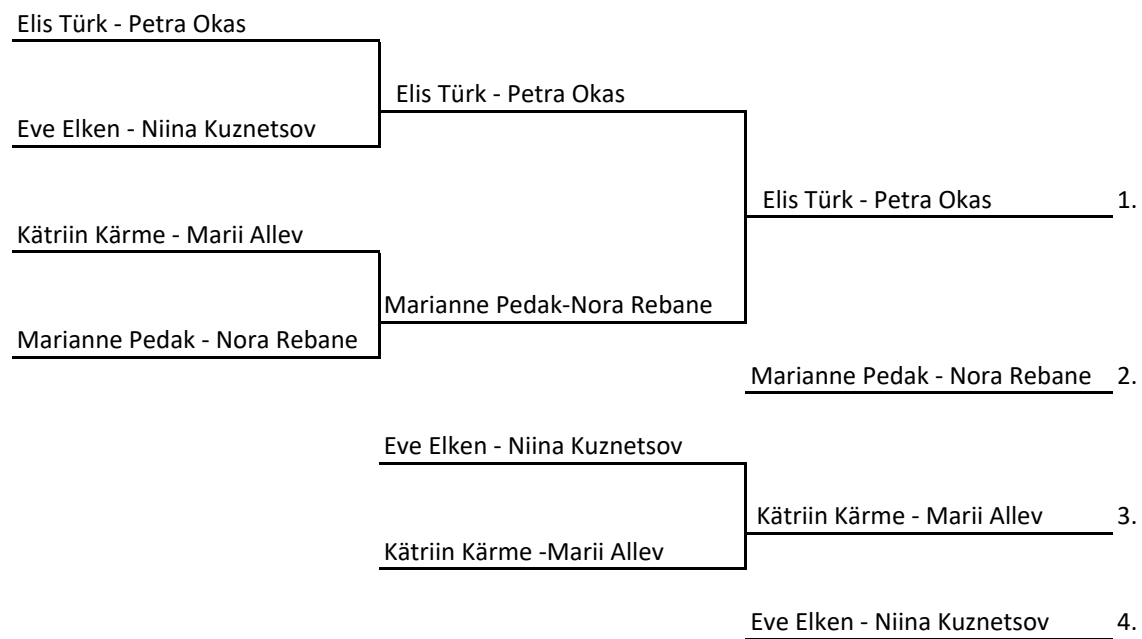 Elis Türk - Petra Okas
Elis Türk - Petra Okas
Eve Elken - Niina Kuznetsov
Elis Türk - Petra Okas 1.
Kätriin Kärme - Marii Allev
Marianne Pedak-Nora Rebane
Marianne Pedak - Nora Rebane
Marianne Pedak - Nora Rebane 2.
Eve Elken - Niina Kuznetsov
Kätriin Kärme - Marii Allev 3.
Kätriin Kärme -Marii Allev
Eve Elken - Niina Kuznetsov 4.